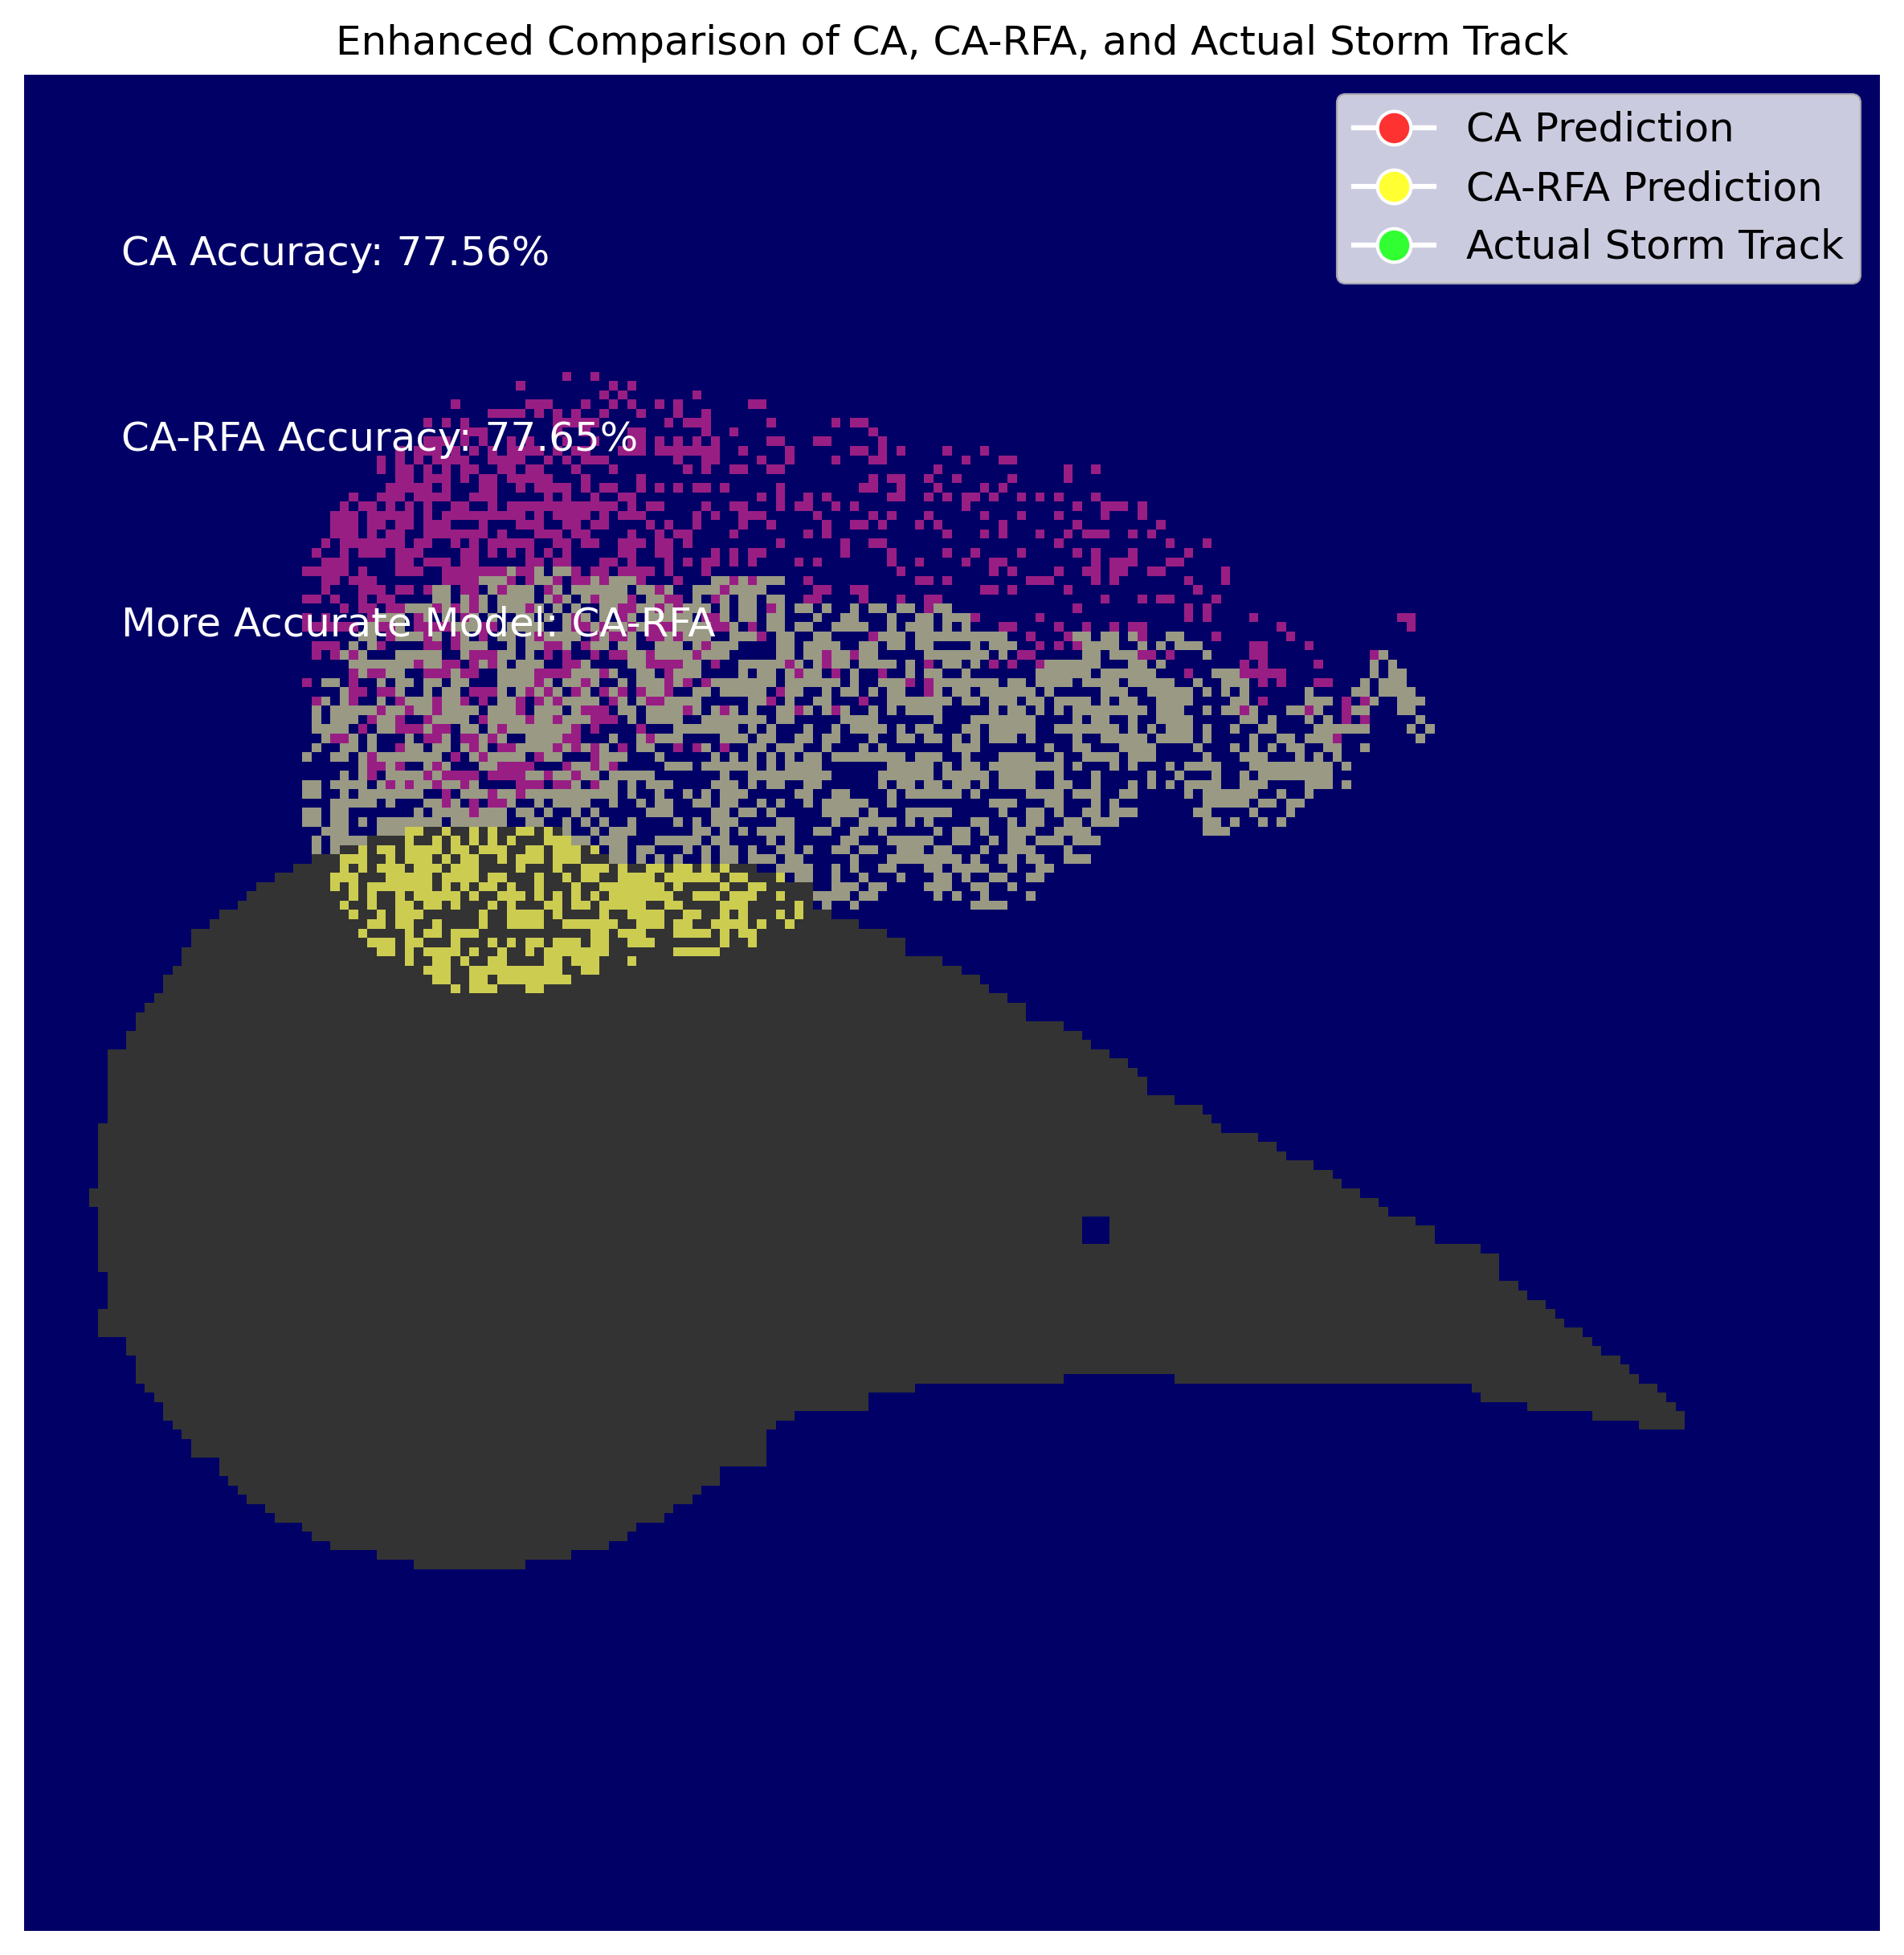 Enhanced Comparison of CA, CA-RFA, and Actual Storm Track
CA Prediction
CA-RFA Prediction
Actual Storm Track
CA Accuracy: 77.56%
CA-RFA Accuracy: 77.65%
More Accurate Model: CA-RFA